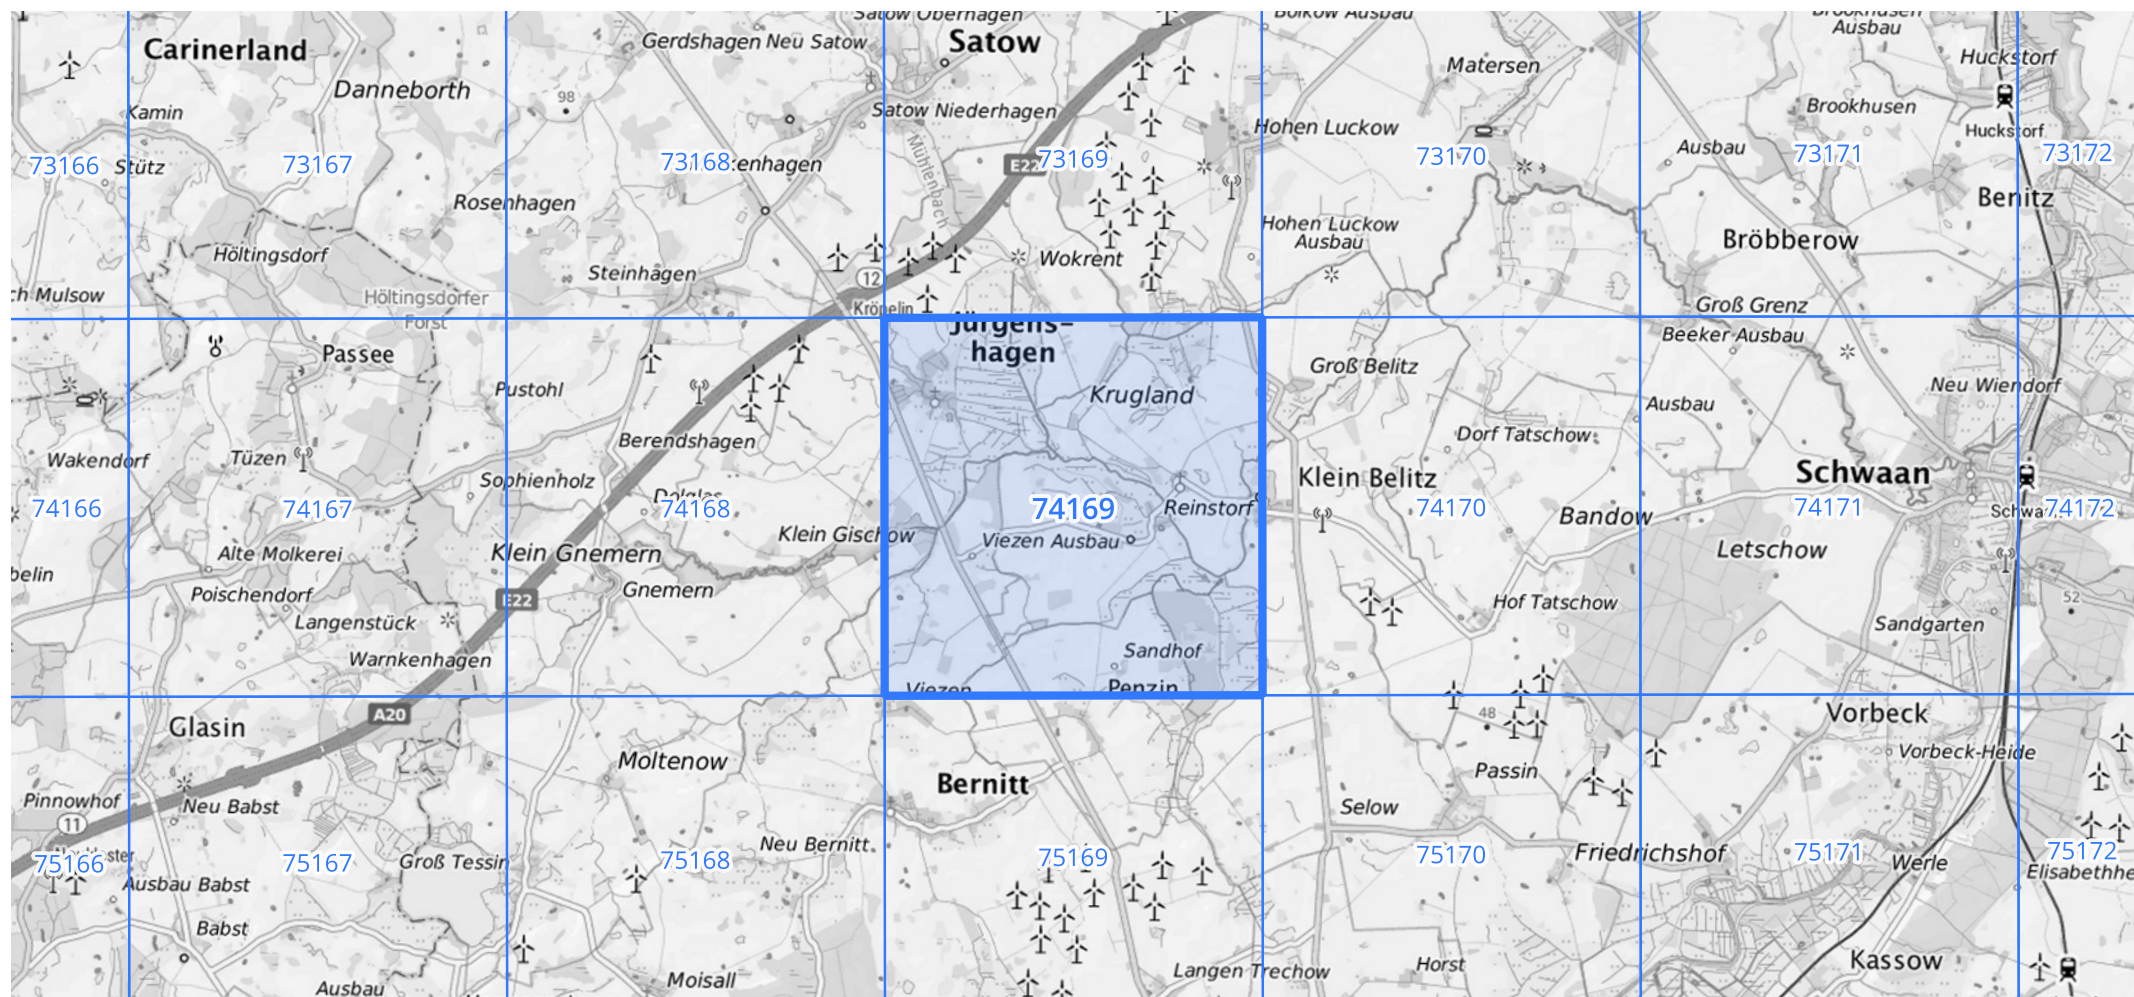 Satow Oberhagen
Bolkow Ausbau
Brookhusen
Ausbau
Carinerland
Gerdshagen
Neu Satow
Satow
Huckstorf
Matersen
Danneborth
98
Kamin
Satow Niederhagen
Hohen Luckow
Brookhusen
Huckstorf
Ausbau
73166
Stütz
73167
73168
enhagen
Mühlenbach
E22
73169
73170
73171
73172
Rosenhagen
Benitz
Hohen Luckow
Ausbau
Höltingsdorf
Steinhagen
Wokrent
Bröbberow
12
Kröpelin
ch Mulsow
Höltingsdorfer
Forst
Groß Grenz
Beeker Ausbau
Jürgens-
hagen
Passee
Pustohl
Krugland
Groß Belitz
Neu Wiendorf
Ausbau
Berendshagen
Dorf Tatschow
Wakendorf
Tüzen
Sophienholz
Klein Belitz
Schwaan
74166
74167
74168
74169
Reinstorf
74170
Bandow
74171
74172
Klein Gischow
Viezen Ausbau
Letschow
Alte Molkerei
Klein Gnemern
belin
Poischendorf
E22
Gnemern
Hof Tatschow
52
Langenstück
Sandgarten
Warnkenhagen
Sandhof
Viezen
Penzin
Glasin
A20
48
Vorbeck
Moltenow
Vorbeck-Heide
Bernitt
Passin
Pinnowhof
Neu Babst
Selow
11
Neu Bernitt
75166
75167
Groß Tessin
75168
75169
75170
Friedrichshof
75171
Werle
75172
Elisabethhe
Ausbau Babst
Babst
Moisall
Langen Trechow
Horst
Kassow
Ausbau